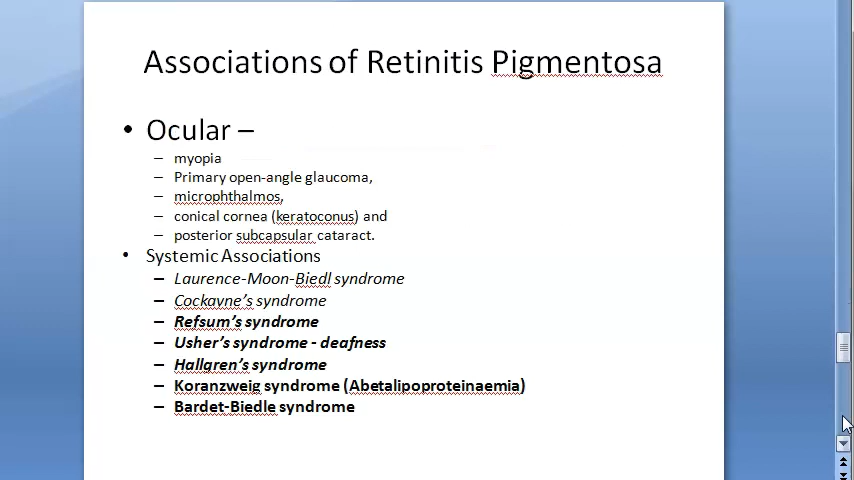 Associations of Retinitis Pigmentosa
• Ocular –
– myopia
– Primary open-angle glaucoma,
– microphthalmos,
– conical cornea (keratoconus) and
– posterior subcapsular cataract.
• Systemic Associations
– Laurence-Moon-Biedl syndrome
– Cockayne’s syndrome
– Refsum’s syndrome
– Usher’s syndrome - deafness
– Hallgren’s syndrome
– Koranzweig syndrome (Abetalipoproteinaemia)
– Bardet-Biedle syndrome